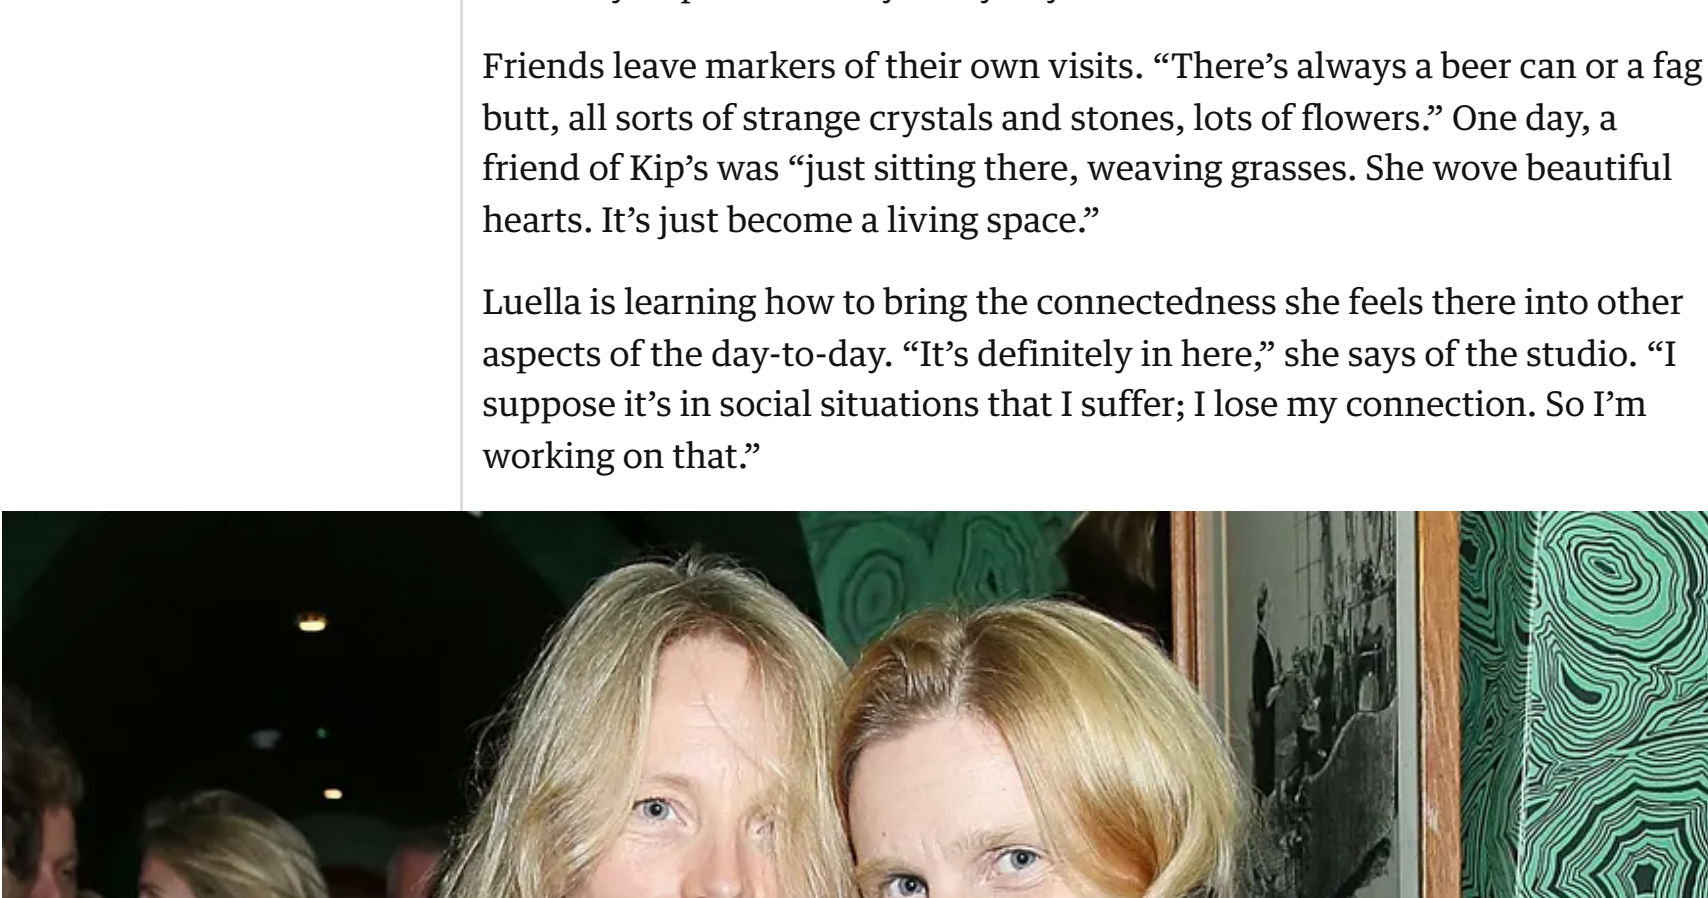 Friends leave markers of their own visits. “There’s always a beer can or a fag
butt, all sorts of strange crystals and stones, lots of flowers.” One day, a
friend of Kip’s was “just sitting there, weaving grasses. She wove beautiful
hearts. It’s just become a living space.”
Luella is learning how to bring the connectedness she feels there into other
aspects of the day-to-day. “It’s definitely in here,” she says of the studio. “I
suppose it’s in social situations that I suffer; I lose my connection. So I’m
working on that.”